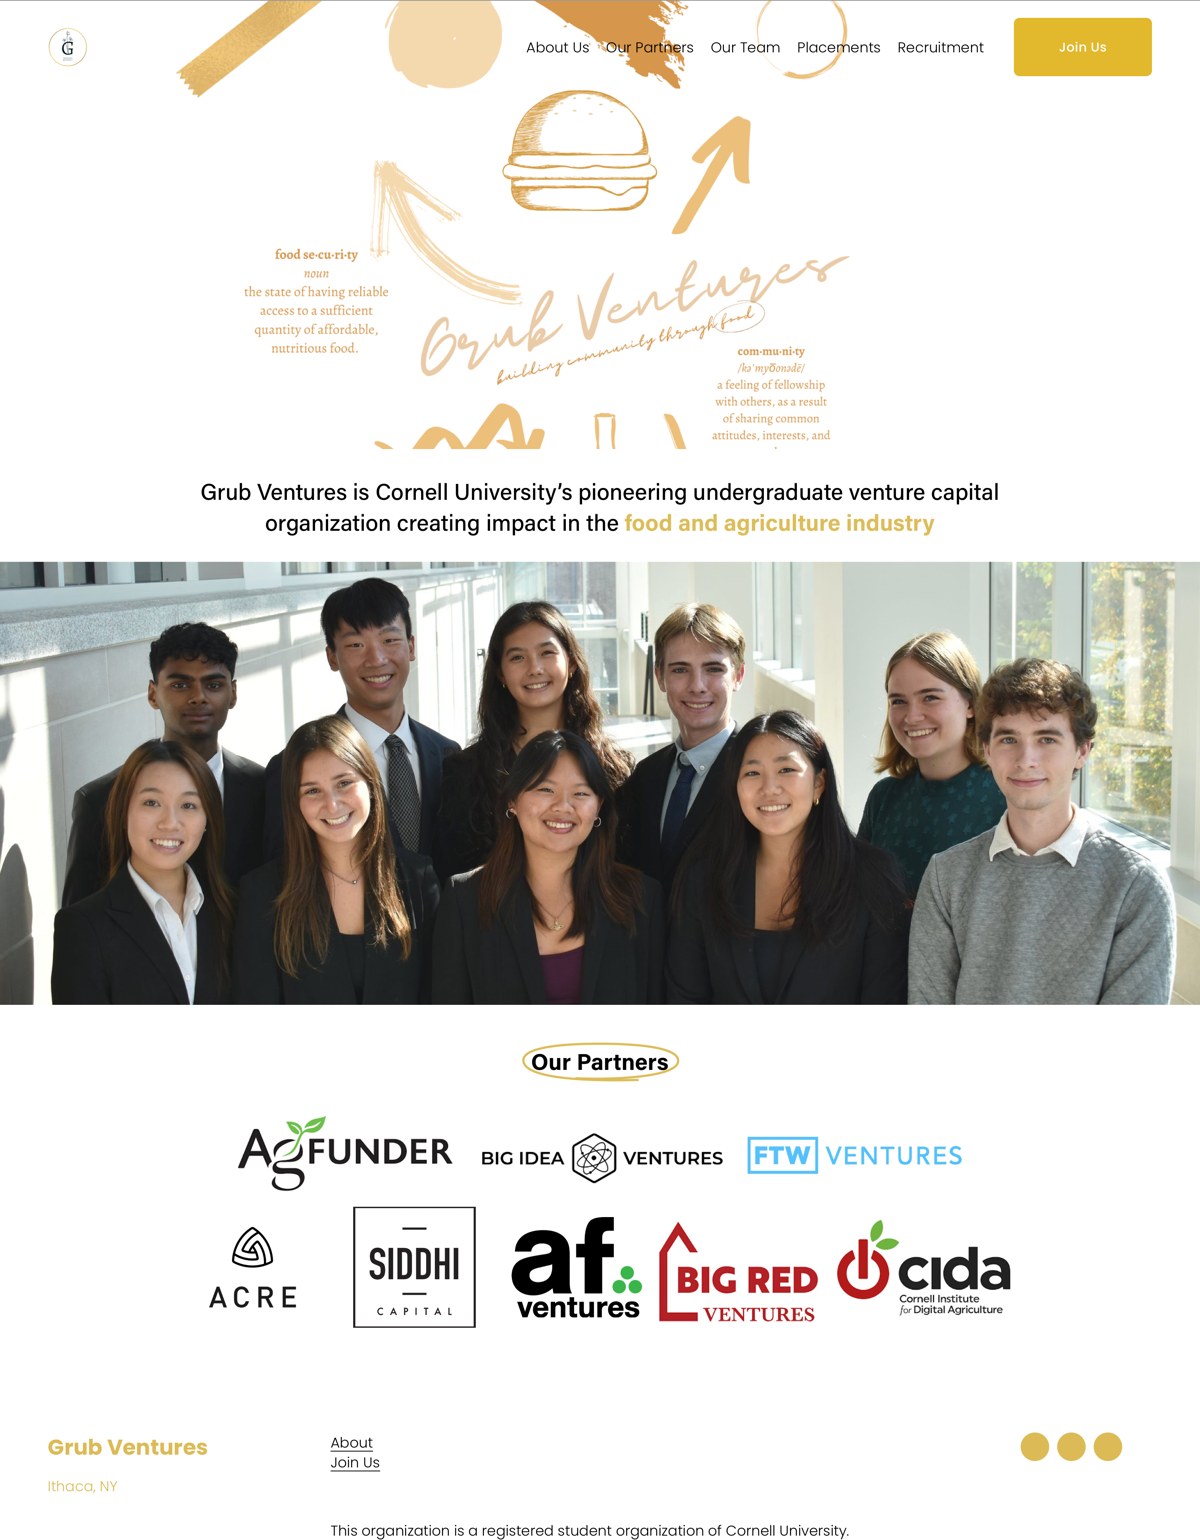 G
About Us
Our Partners
Our Team
Placements
Recruitment
Join Us
food se·cu·ri·ty
noun
the state of having reliable
access to a sufficient
quantity of affordable,
nutritious food.
Grub Ventures
building community through food
com·mu·ni·ty
a feeling of fellowship
with others, as a result
of sharing common
attitudes, interests, and
Grub Ventures is Cornell University's pioneering undergraduate venture capital
organization creating impact in the food and agriculture industry
Our Partners
AgFUNDER
BIG IDEA VENTURES
FTW VENTURES
ACRE
SIDDHI
CAPITAL
af.
ventures
BIG RED
VENTURES
cida
Cornell Institute
for Digital Agriculture
Grub Ventures
Ithaca, NY
About
Join Us
This organization is a registered student organization of Cornell University.